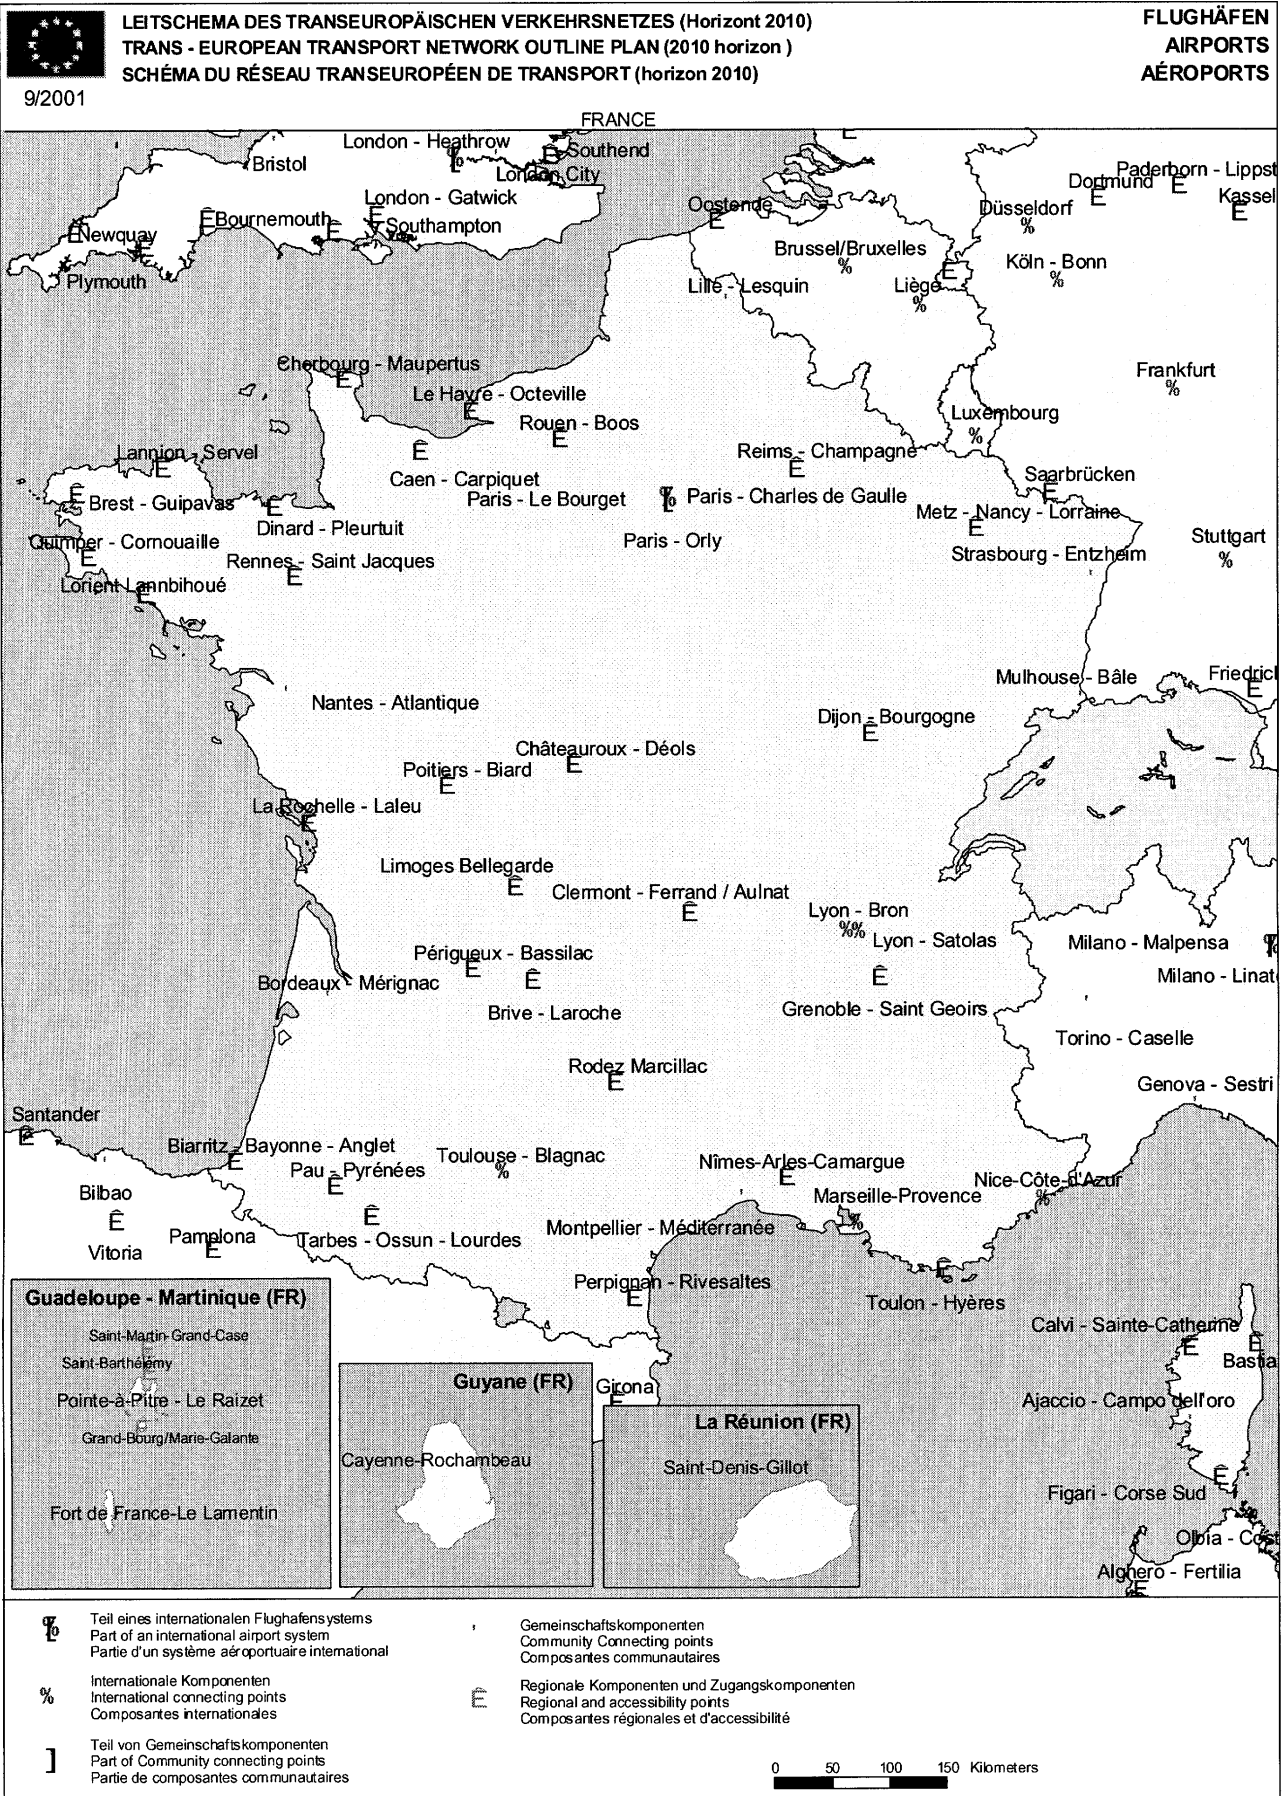 LEITSCHEMA DES TRANSEUROPÄISCHEN VERKEHRSNETZES (Horizont 2010)
TRANS - EUROPEAN TRANSPORT NETWORK OUTLINE PLAN (2010 horizon )
SCHÉMA DU RÉSEAU TRANSEUROPÉEN DE TRANSPORT (horizon 2010)
FLUGHÄFEN
AIRPORTS
AÉROPORTS
9/2001
FRANCE
London - Heathrow
Southend
Bristol
London City
Paderborn - Lippst
Dortmund
Kassel
London - Gatwick
Oostende
Düsseldorf
Bournemouth
Southampton
Newquay
Brussel/Bruxelles
Köln - Bonn
Plymouth
Lille - Lesquin
Liège
Cherbourg - Maupertus
Frankfurt
Le Havre - Octeville
Luxembourg
Rouen - Boos
Lannion - Servel
Reims - Champagne
Caen - Carpiquet
Saarbrücken
Brest - Guipavas
Paris - Le Bourget
Paris - Charles de Gaulle
Metz - Nancy - Lorraine
Dinard - Pleurtuit
Quimper - Cornouaille
Paris - Orly
Stuttgart
Strasbourg - Entzheim
Rennes - Saint Jacques
Lorient Lannbihoué
Mulhouse - Bâle
Friedrich
Nantes - Atlantique
Dijon - Bourgogne
Châteauroux - Déols
Poitiers - Biard
La Rochelle - Laleu
Limoges Bellegarde
Clermont - Ferrand / Aulnat
Lyon - Bron
Lyon - Satolas
Milano - Malpensa
Périgueux - Bassilac
Milano - Linate
Bordeaux - Mérignac
Brive - Laroche
Grenoble - Saint Geoirs
Torino - Caselle
Rodez Marcillac
Genova - Sestri
Santander
Biarritz - Bayonne - Anglet
Toulouse - Blagnac
Nîmes-Arles-Camargue
Pau - Pyrénées
Nice-Côte-d'Azur
Bilbao
Marseille-Provence
Montpellier - Méditerranée
Pamplona
Tarbes - Ossun - Lourdes
Vitoria
Perpignan - Rivesaltes
Toulon - Hyères
Guadeloupe - Martinique (FR)
Calvi - Sainte-Catherine
Saint-Martin-Grand-Case
Bastia
Saint-Barthélémy
Guyane (FR)
Girona
Pointe-à-Pitre - Le Raizet
Ajaccio - Campo dell'oro
La Réunion (FR)
Grand-Bourg/Marie-Galante
Cayenne-Rochambeau
Saint-Denis-Gillot
Figari - Corse Sud
Fort de France-Le Lamentin
Olbia - Cost
Alghero - Fertilia
Teil eines internationalen Flughafensystems
Part of an international airport system
Partie d'un système aéroportuaire international
Internationale Komponenten
International connecting points
Composantes internationales
Teil von Gemeinschaftskomponenten
Part of Community connecting points
Partie de composantes communautaires
Gemeinschaftskomponenten
Community Connecting points
Composantes communautaires
Regionale Komponenten und Zugangskomponenten
Regional and accessibility points
Composantes régionales et d'accessibilité
0 50 100 150 Kilometers